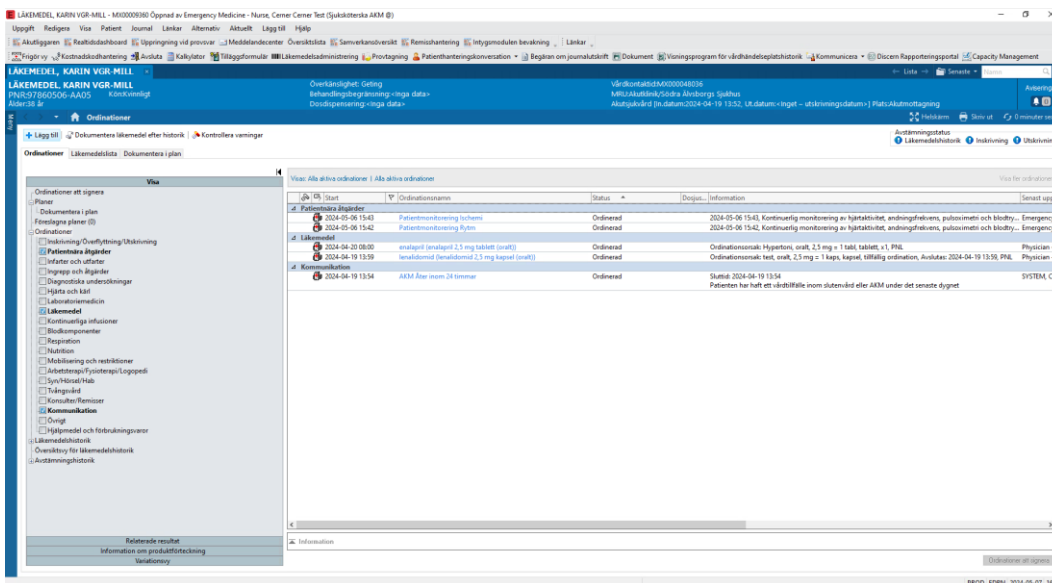 LÄKEMEDEL, KARIN VGR-MILL - MX00009360 Öppnad av Emergency Medicine - Nurse, Cerner Cerner Test (Sjuksköterska AKM @)
Uppgift Redigera Visa Patient Journal Länkar Alternativ Aktuellt Lägg till Hjälp
Akutliggaren Realtidsdashboard Uppringning vid provsvar Meddelandecenter Översiktslista Samverkansöversikt Remisshantering Intygsmodulen bevakning Länkar
Frigör vy Kostnadskodhantering Avsluta Kalkylator Tilläggsformulär Läkemedelsadministrering Provtagning Patienthanteringskonversation Begäran om journalutskrift Dokument Visningsprogram för vårdhändelseplatshistorik Kommunicera Discern Rapporteringsportal Capacity Management
LÄKEMEDEL, KARIN VGR-MILL Lista Senaste Namn
LÄKEMEDEL, KARIN VGR-MILL Överkänslighet: Geting Vårdkontaktid:MX000048036
PNR:97860506-AA05 Kön:Kvinnligt Behandlingsbegränsning:<Inga data> MRU:Akutklinik/Södra Älvsborgs Sjukhus Avisering
Ålder:38 år Dosdispensering:<Inga data> Akutsjukvård [In.datum:2024-04-19 13:52, Ut.datum:<Inget - utskrivningsdatum>] Plats:Akutmottagning
Meny Ordinationer Helskärm Skriv ut 0 minuter se
Lägg till Dokumentera läkemedel efter historik Kontrollera varningar Avstämningsstatus
Läkemedelshistorik Inskrivning Utskrivnin
Ordinationer Läkemedelslista Dokumentera i plan
Visa Visas: Alla aktiva ordinationer | Alla aktiva ordinationer Visa fler ordinationer
Ordinationer att signera Start Ordinationsnamn Status Dosjus... Information Senast upp
Planer Patientnära åtgärder
Dokumentera i plan 2024-05-06 15:43 Patientmonitorering Ischemi Ordinerad 2024-05-06 15:43, Kontinuerlig monitorering av hjärtaktivitet, andningsfrekvens, pulsoximetri och blodtry... Emergency
Föreslagna planer (0) 2024-05-06 15:42 Patientmonitorering Rytm Ordinerad 2024-05-06 15:42, Kontinuerlig monitorering av hjärtaktivitet, andningsfrekvens, pulsoximetri och blodtry... Emergency
Ordinationer Läkemedel
Inskrivning/Överflyttning/Utskrivning 2024-04-20 08:00 enalapril (enalapril 2,5 mg tablett (oralt)) Ordinerad Ordinationsorsak: Hypertoni, oralt, 2,5 mg = 1 tabl, tablett, x1, PNL Physician
Patientnära åtgärder 2024-04-19 13:59 lenalidomid (lenalidomid 2,5 mg kapsel (oralt)) Ordinerad Ordinationsorsak: test, oralt, 2,5 mg = 1 kaps, kapsel, tillfällig ordination, Avslutas: 2024-04-19 13:59, PNL Physician
Infarter och utfarter Kommunikation
Ingrepp och åtgärder 2024-04-19 13:54 AKM Åter inom 24 timmar Ordinerad Sluttid: 2024-04-19 13:54 SYSTEM, C
Diagnostiska undersökningar Patienten har haft ett vårdtillfälle inom slutenvård eller AKM under det senaste dygnet
Hjärta och kärl
Laboratoriemedicin
Läkemedel
Kontinuerliga infusioner
Blodkomponenter
Respiration
Nutrition
Mobilisering och restriktioner
Arbetsterapi/Fysioterapi/Logopedi
Syn/Hörsel/Hab
Tvångsvård
Konsulter/Remisser
Kommunikation
Övrigt
Hjälpmedel och förbrukningsvaror
Läkemedelshistorik
Översiktsvy för läkemedelshistorik
Avstämningshistorik
Relaterade resultat Information
Information om produktförteckning
Variationsvy Ordinationer att signera